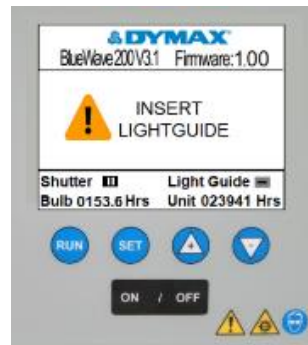 DYMAX
BlueWave 200 V3.1 Firmware:1.00
INSERT
LIGHTGUIDE
Shutter Light Guide
Bulb 0153.6 Hrs Unit 023941 Hrs
RUN SET + -
ON / OFF